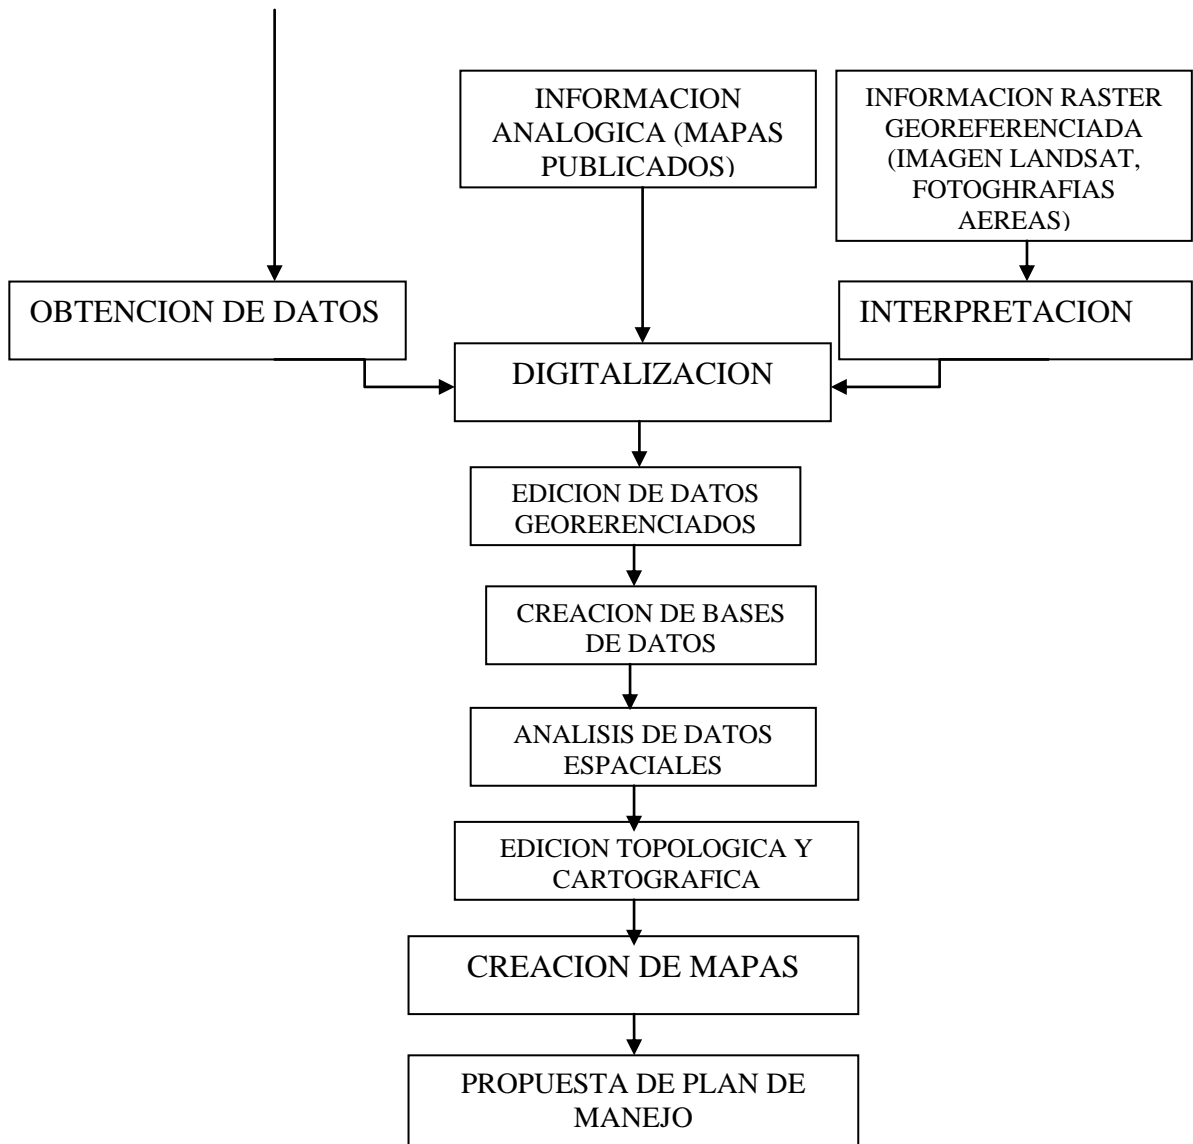 INFORMACION
ANALOGICA (MAPAS
PUBLICADOS)
INFORMACION RASTER
GEOREFERENCIADA
(IMAGEN LANDSAT,
FOTOGHRAFIAS
AEREAS)
OBTENCION DE DATOS
INTERPRETACION
DIGITALIZACION
EDICION DE DATOS
GEORERENCIADOS
CREACION DE BASES
DE DATOS
ANALISIS DE DATOS
ESPACIALES
EDICION TOPOLOGICA Y
CARTOGRAFICA
CREACION DE MAPAS
PROPUESTA DE PLAN DE
MANEJO